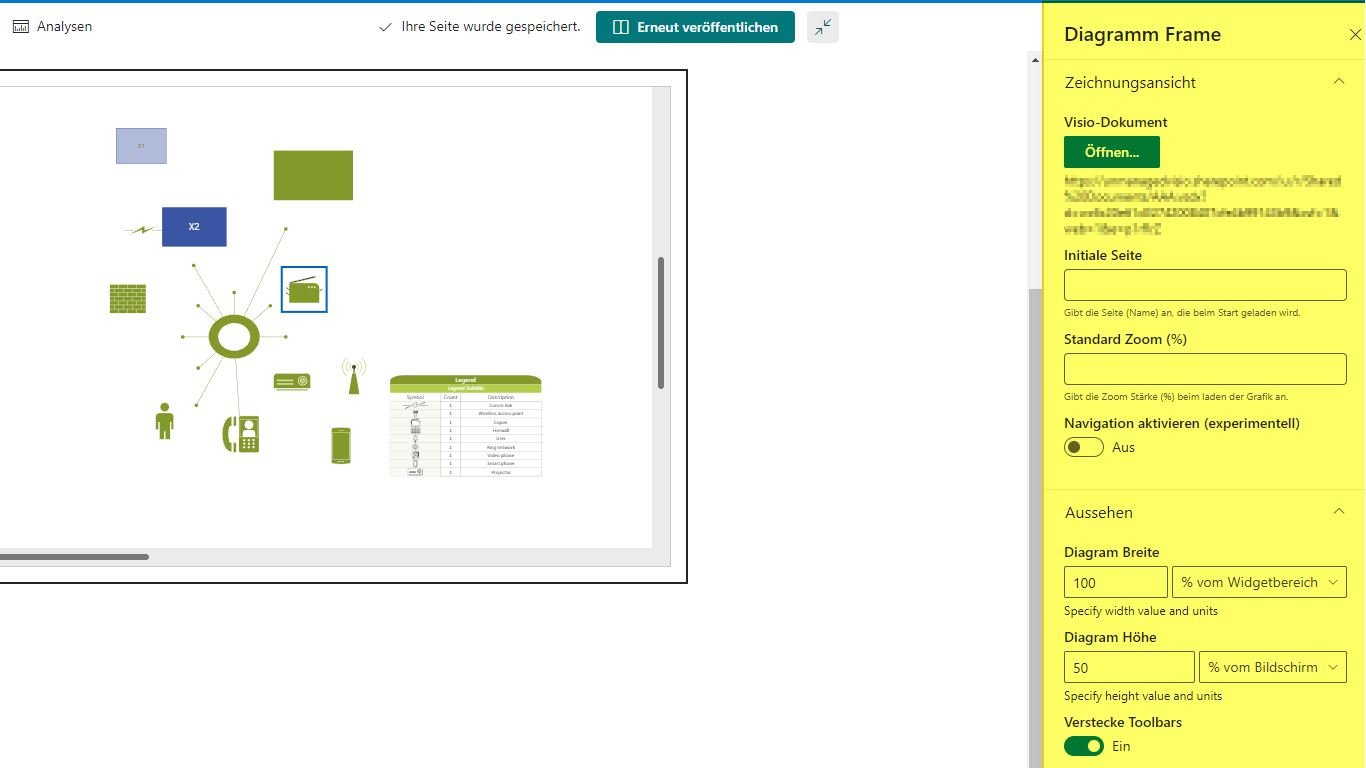 Analysen
Ihre Seite wurde gespeichert.
Erneut veröffentlichen
X1
X2
Legend
Legend Subtitle
Symbol Count Description
1 Comm-link
1 Wireless access point
1 Copier
1 Firewall
1 User
1 Ring network
1 Video phone
1 Smart phone
1 Projector
Diagramm Frame
Zeichnungsansicht
Visio-Dokument
Öffnen...
Initiale Seite
Gibt die Seite (Name) an, die beim Start geladen wird.
Standard Zoom (%)
Gibt die Zoom Stärke (%) beim laden der Grafik an.
Navigation aktivieren (experimentell)
Aus
Aussehen
Diagram Breite
100 % vom Widgetbereich
Specify width value and units
Diagram Höhe
50 % vom Bildschirm
Specify height value and units
Verstecke Toolbars
Ein